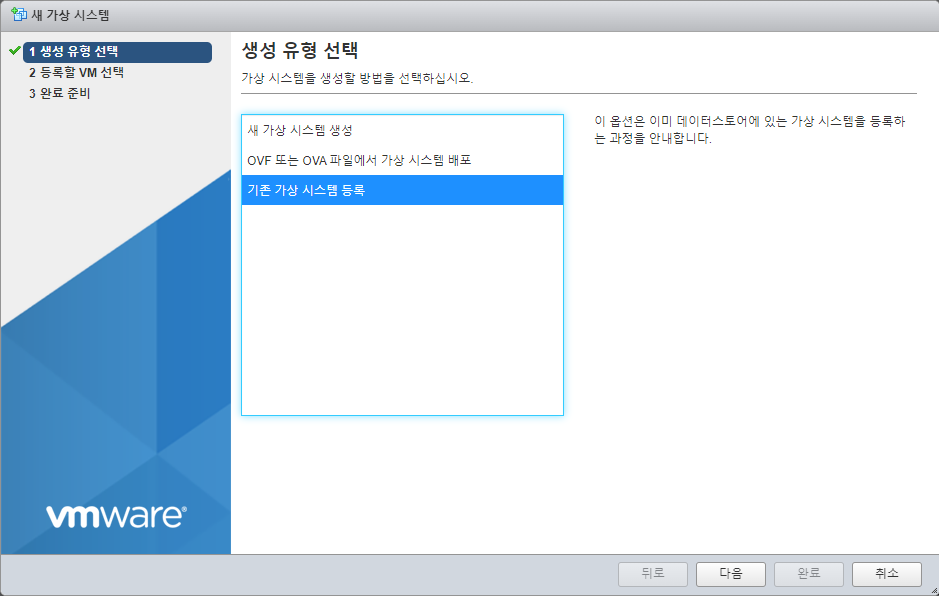 새 가상 시스템
1 생성 유형 선택
2 등록할 VM 선택
3 완료 준비
생성 유형 선택
가상 시스템을 생성할 방법을 선택하십시오.
새 가상 시스템 생성
OVF 또는 OVA 파일에서 가상 시스템 배포
기존 가상 시스템 등록
이 옵션은 이미 데이터스토어에 있는 가상 시스템을 등록하
는 과정을 안내합니다.
vmware®
뒤로 다음 완료 취소